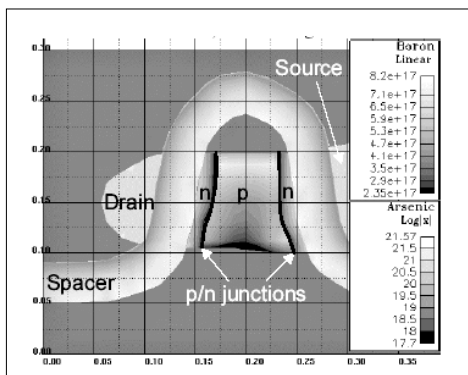 0.30
0.25
0.20
0.15
0.10
0.05
0.00
0.00 0.05 0.10 0.15 0.20 0.25 0.30 0.35
Source
Drain
n p n
Spacer
p/n junctions
Boron
Linear
8.2e+17
7.1e+17
6.5e+17
5.9e+17
5.3e+17
4.7e+17
4.1e+17
2.9e+17
2.35e+17
Arsenic
Log|x|
21.57
21.5
21
20.5
20
19.5
19
18.5
18
17.7